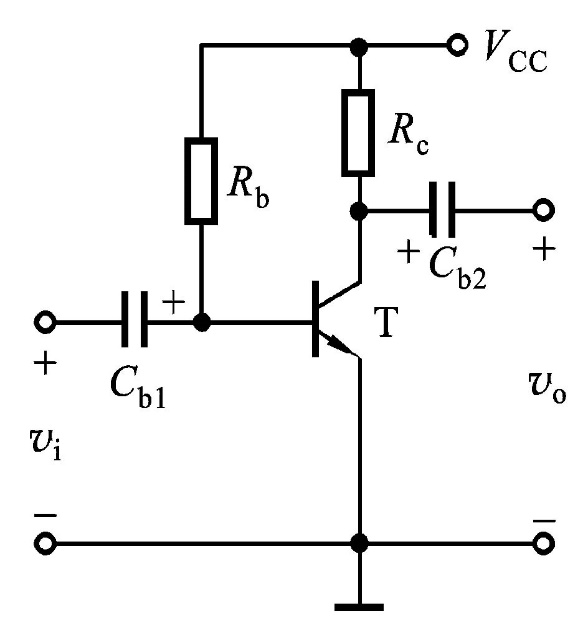 V_CC
R_c
R_b
+ C_b2 +
+
T
+ C_b1
v_o
v_i
− −